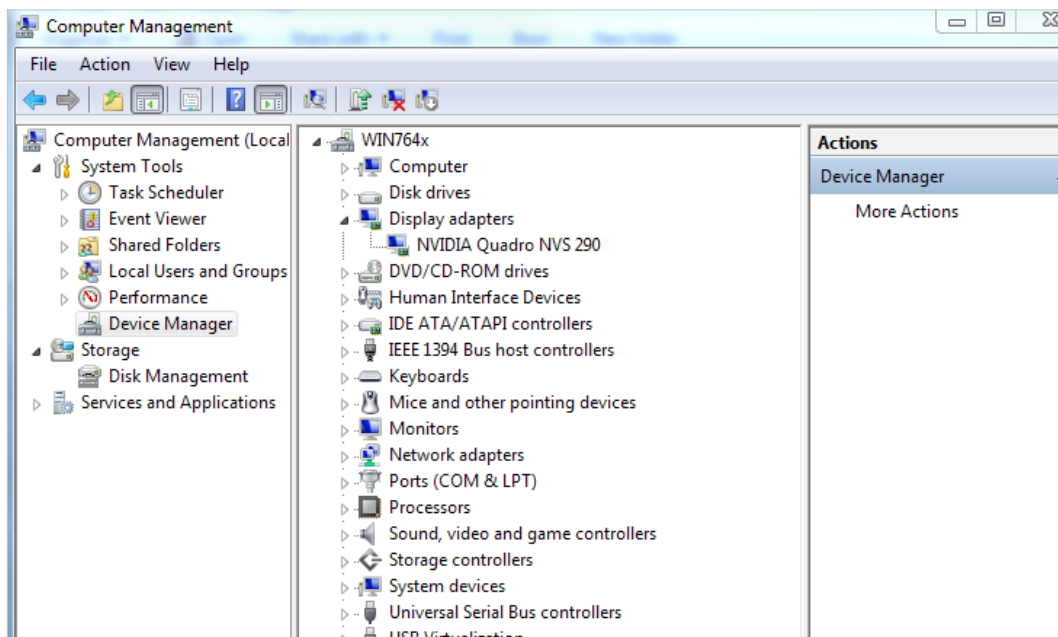 Computer Management
File Action View Help
Computer Management (Local
System Tools
Task Scheduler
Event Viewer
Shared Folders
Local Users and Groups
Performance
Device Manager
Storage
Disk Management
Services and Applications
WIN764x
Computer
Disk drives
Display adapters
NVIDIA Quadro NVS 290
DVD/CD-ROM drives
Human Interface Devices
IDE ATA/ATAPI controllers
IEEE 1394 Bus host controllers
Keyboards
Mice and other pointing devices
Monitors
Network adapters
Ports (COM & LPT)
Processors
Sound, video and game controllers
Storage controllers
System devices
Universal Serial Bus controllers
USB Virtualization
Actions
Device Manager
More Actions